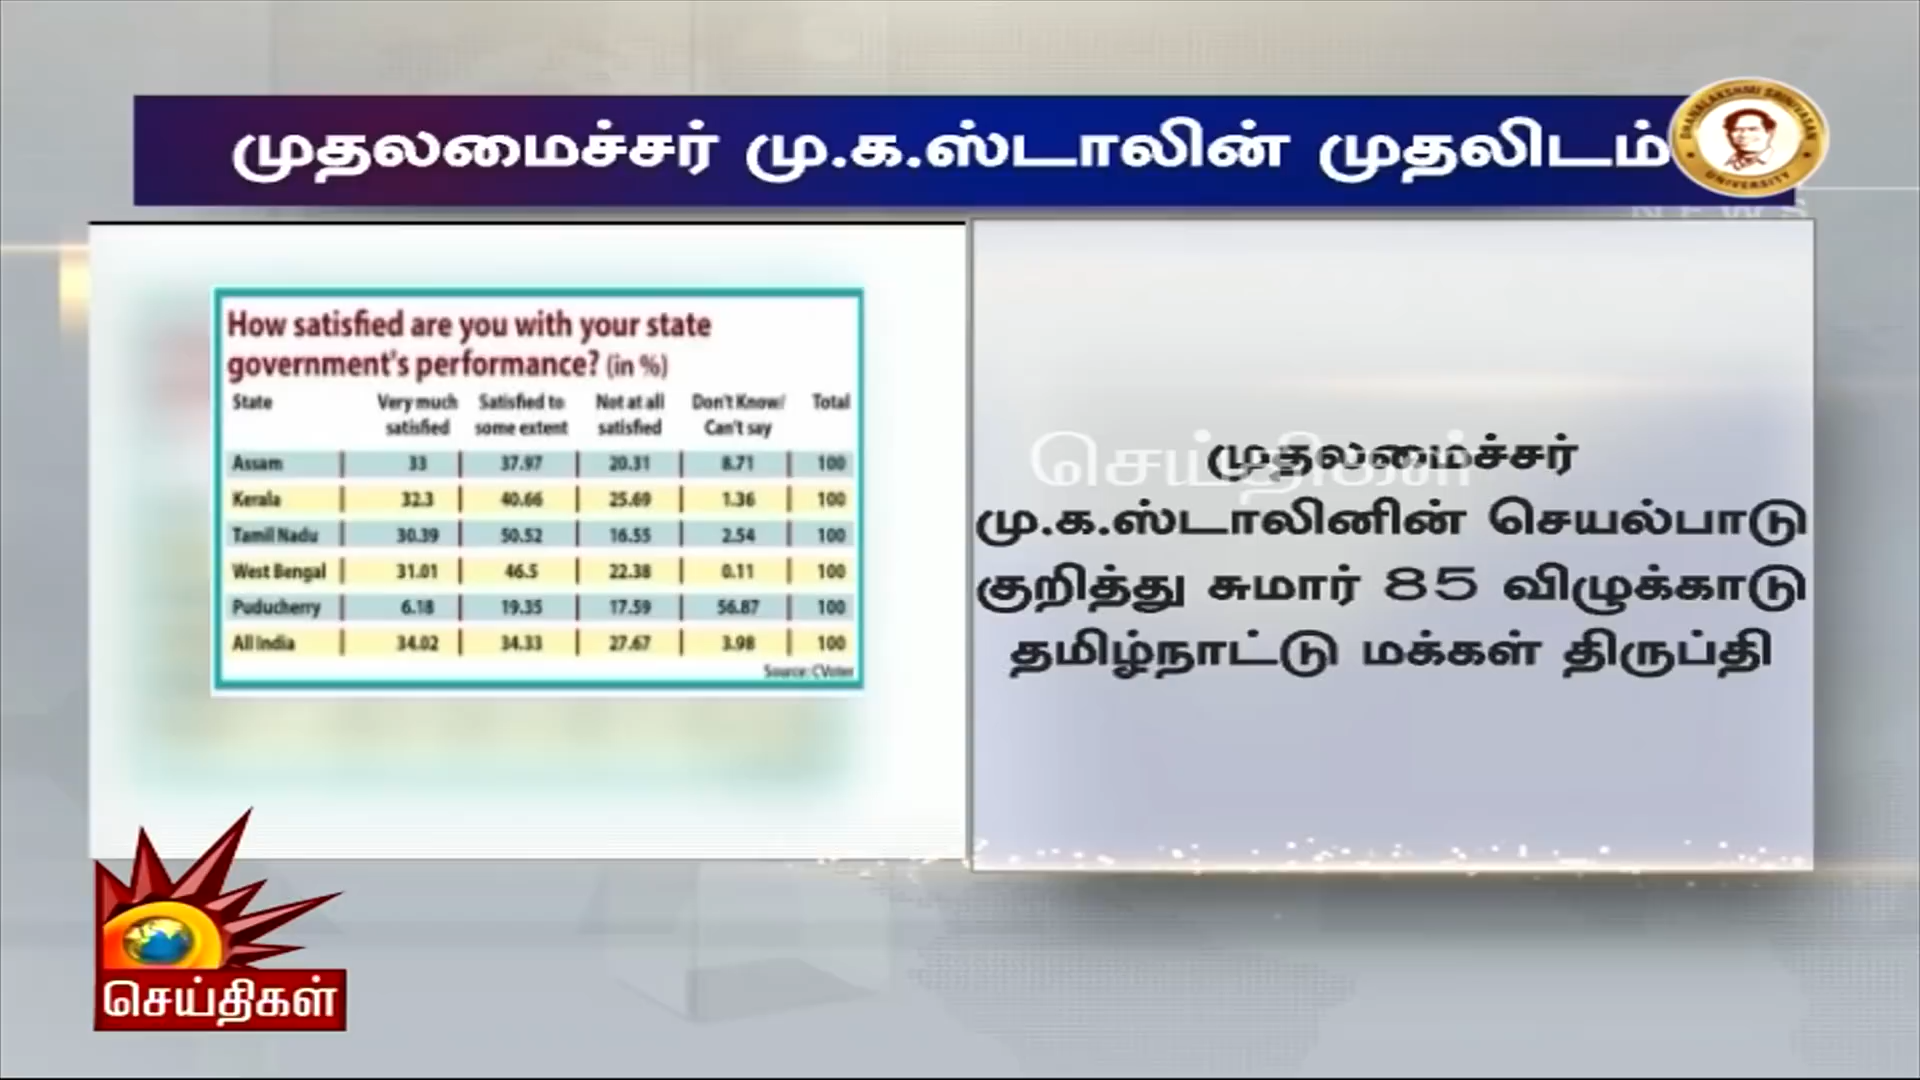 முதலமைச்சர் மு.க.ஸ்டாலின் முதலிடம்
DHANALAKSHMI SRINIVASAN
UNIVERSITY
NEWS
How satisfied are you with your state
government's performance? (in %)
State Very much satisfied Satisfied to some extent Not at all satisfied Don't Know/ Can't say Total
Assam 33 37.97 20.31 8.71 100
Kerala 32.3 40.66 25.69 1.36 100
Tamil Nadu 30.39 50.52 16.55 2.54 100
West Bengal 31.01 46.5 22.38 0.11 100
Puducherry 6.18 19.35 17.59 56.87 100
All India 34.02 34.33 27.67 3.98 100
Source: CVoter
செய்திகள்
முதலமைச்சர்
மு.க.ஸ்டாலினின் செயல்பாடு
குறித்து சுமார் 85 விழுக்காடு
தமிழ்நாட்டு மக்கள் திருப்தி
செய்திகள்